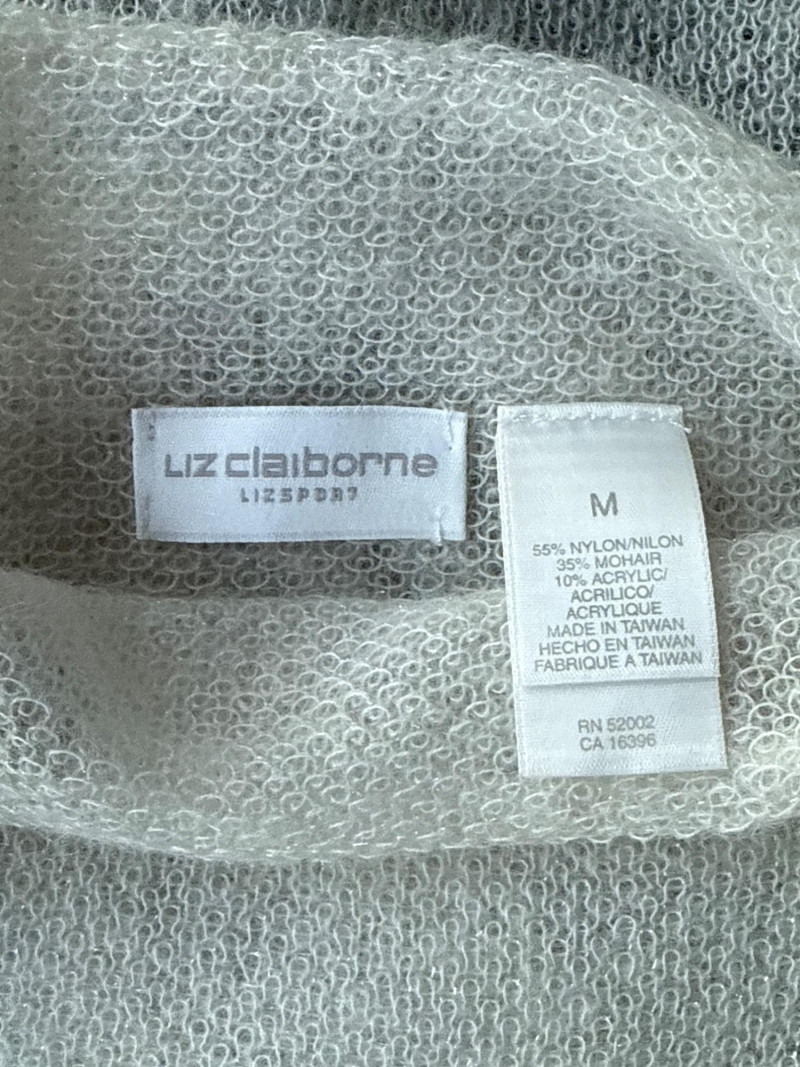 LIZ claiborne
LIZSPORT
M
55% NYLON/NILON
35% MOHAIR
10% ACRYLIC/
ACRILICO/
ACRYLIQUE
MADE IN TAIWAN
HECHO EN TAIWAN
FABRIQUE A TAIWAN
RN 52002
CA 16396